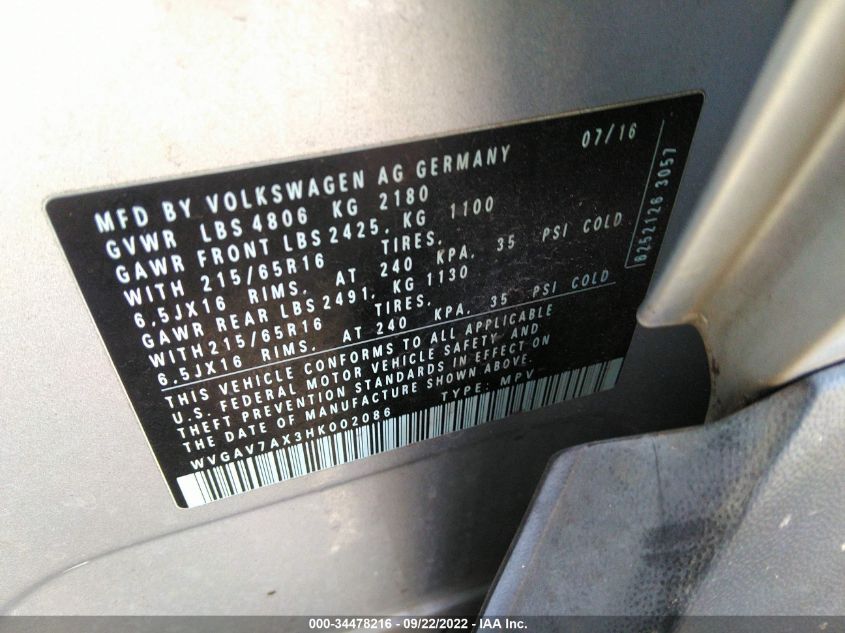 MFD BY VOLKSWAGEN AG GERMANY 07/16
GVWR LBS 4806 KG 2180
GAWR FRONT LBS 2425, KG 1100
WITH 215/65R16 TIRES,
6,5JX16 RIMS, AT 240 KPA, 35 PSI COLD
GAWR REAR LBS 2491, KG 1130
WITH 215/65R16 TIRES,
6,5JX16 RIMS, AT 240 KPA, 35 PSI COLD
THIS VEHICLE CONFORMS TO ALL APPLICABLE
U.S. FEDERAL MOTOR VEHICLE SAFETY AND
THEFT PREVENTION STANDARDS IN EFFECT ON
THE DATE OF MANUFACTURE SHOWN ABOVE.
WVGAV7AX3HK002086 TYPE: MPV
B252126 3057
000-34478216 - 09/22/2022 - IAA Inc.